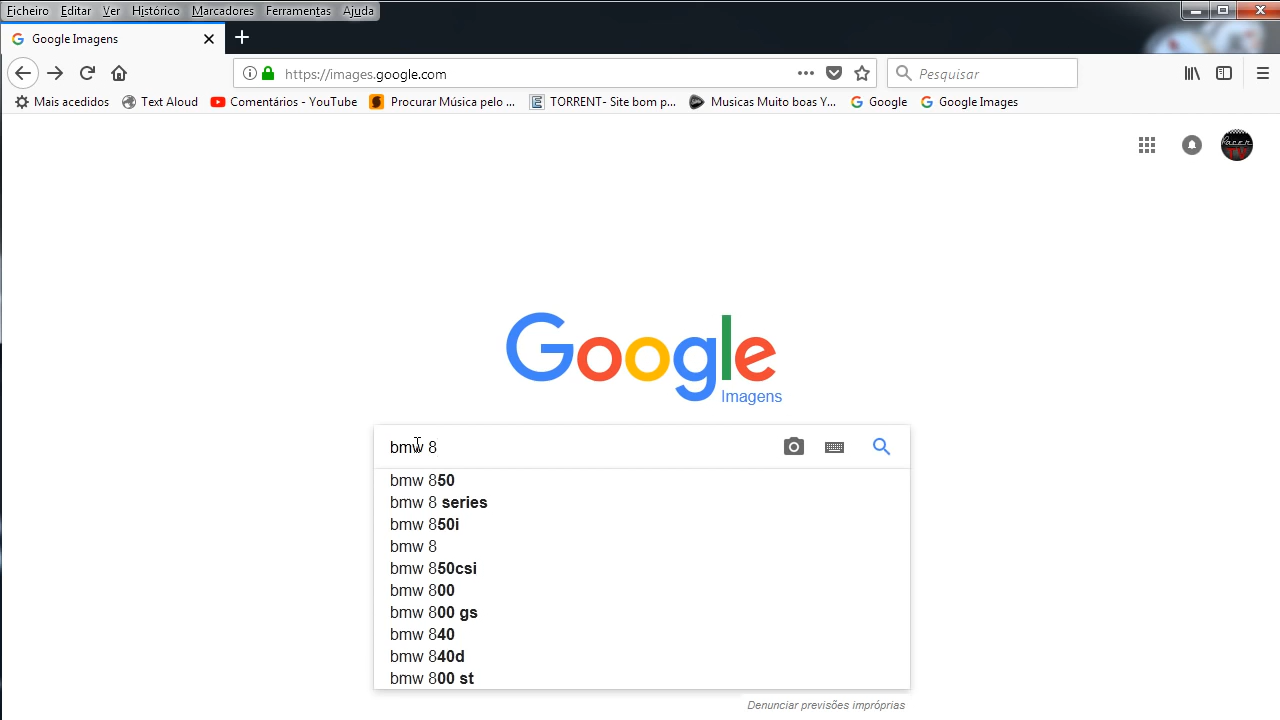 Ficheiro Editar Ver Histórico Marcadores Ferramentas Ajuda
Google Imagens
https://images.google.com
Pesquisar
Mais acedidos Text Aloud Comentários - YouTube Procurar Música pelo ... TORRENT- Site bom p... Musicas Muito boas Y... Google Google Images
Google
Imagens
bmw 8
bmw 850
bmw 8 series
bmw 850i
bmw 8
bmw 850csi
bmw 800
bmw 800 gs
bmw 840
bmw 840d
bmw 800 st
Denunciar previsões impróprias